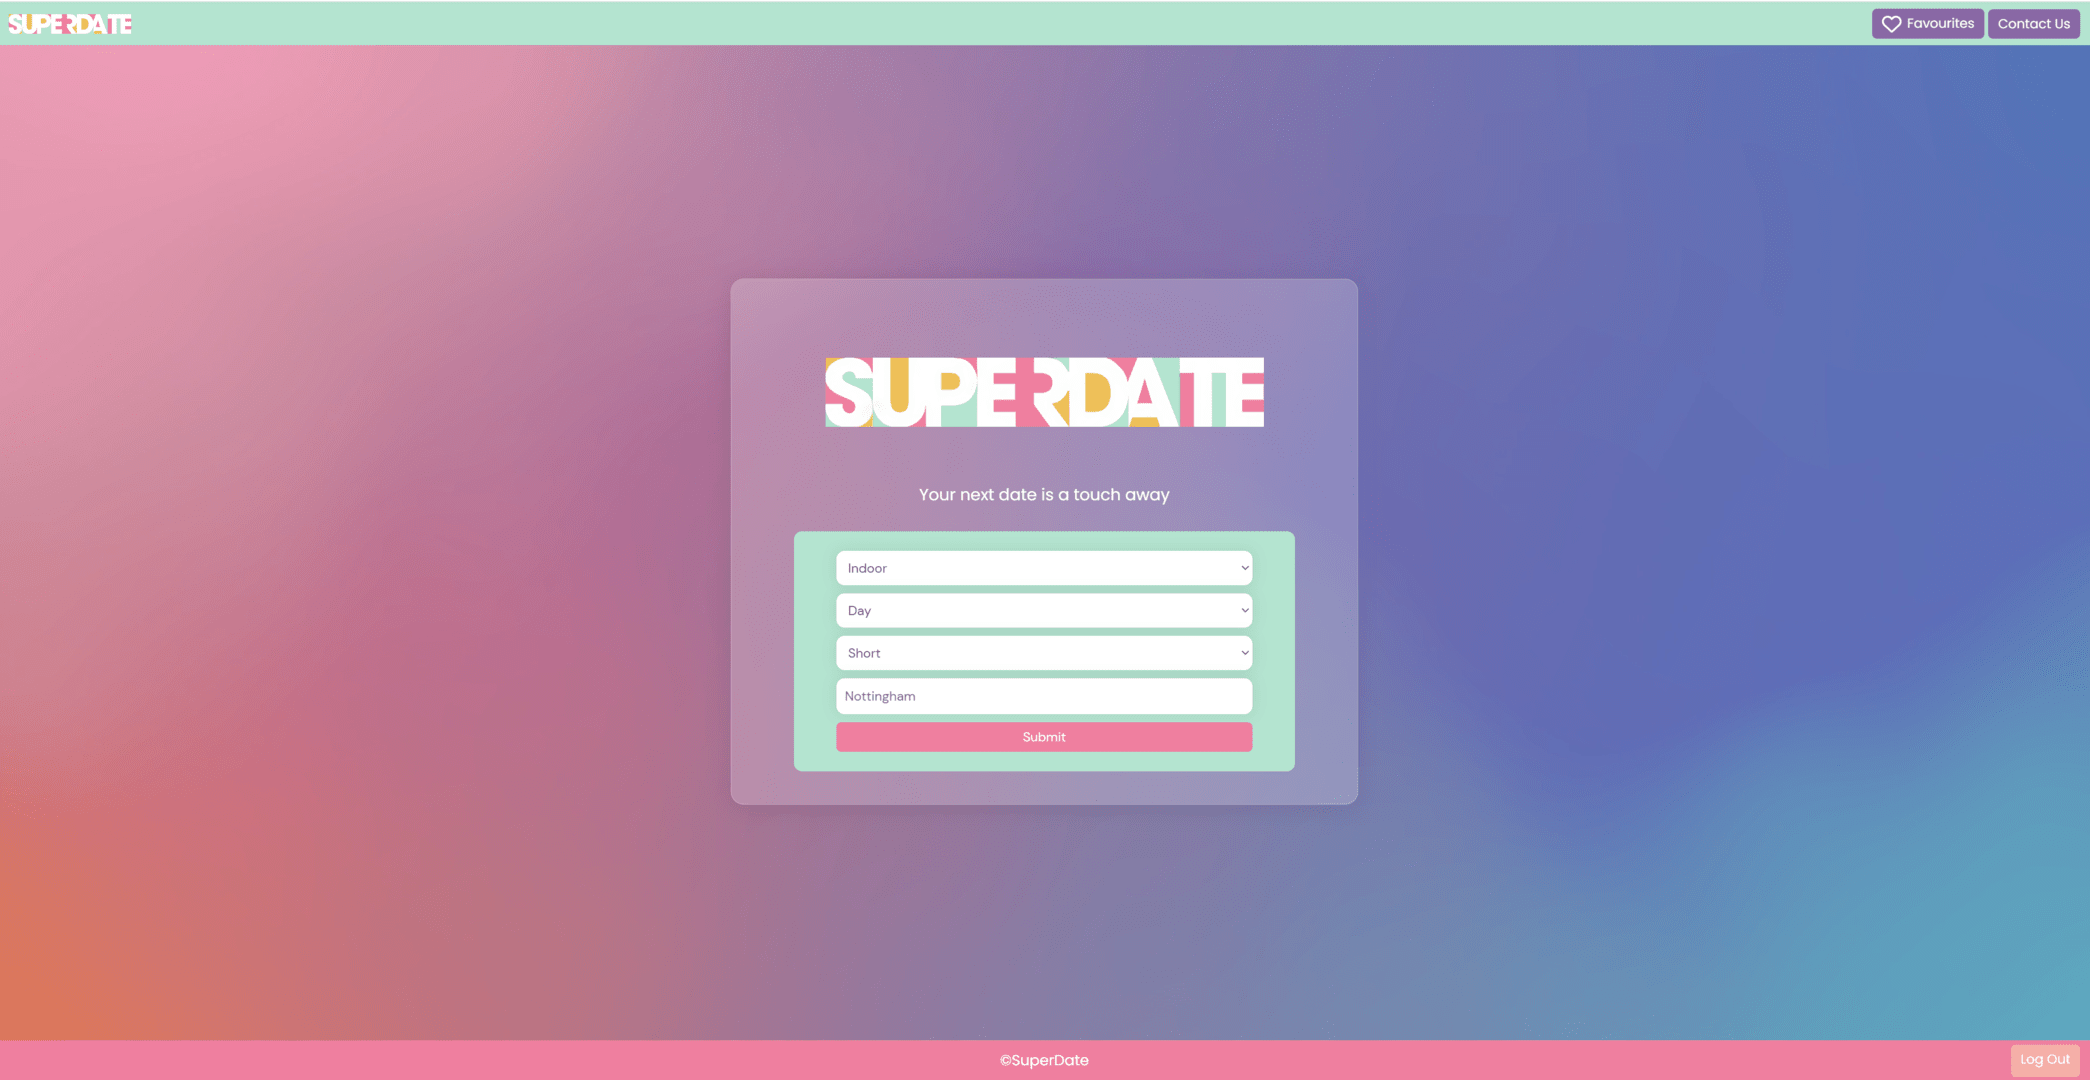 SUPERDATE
Favourites
Contact Us
SUPERDATE
Your next date is a touch away
Indoor
Day
Short
Nottingham
Submit
©SuperDate
Log Out